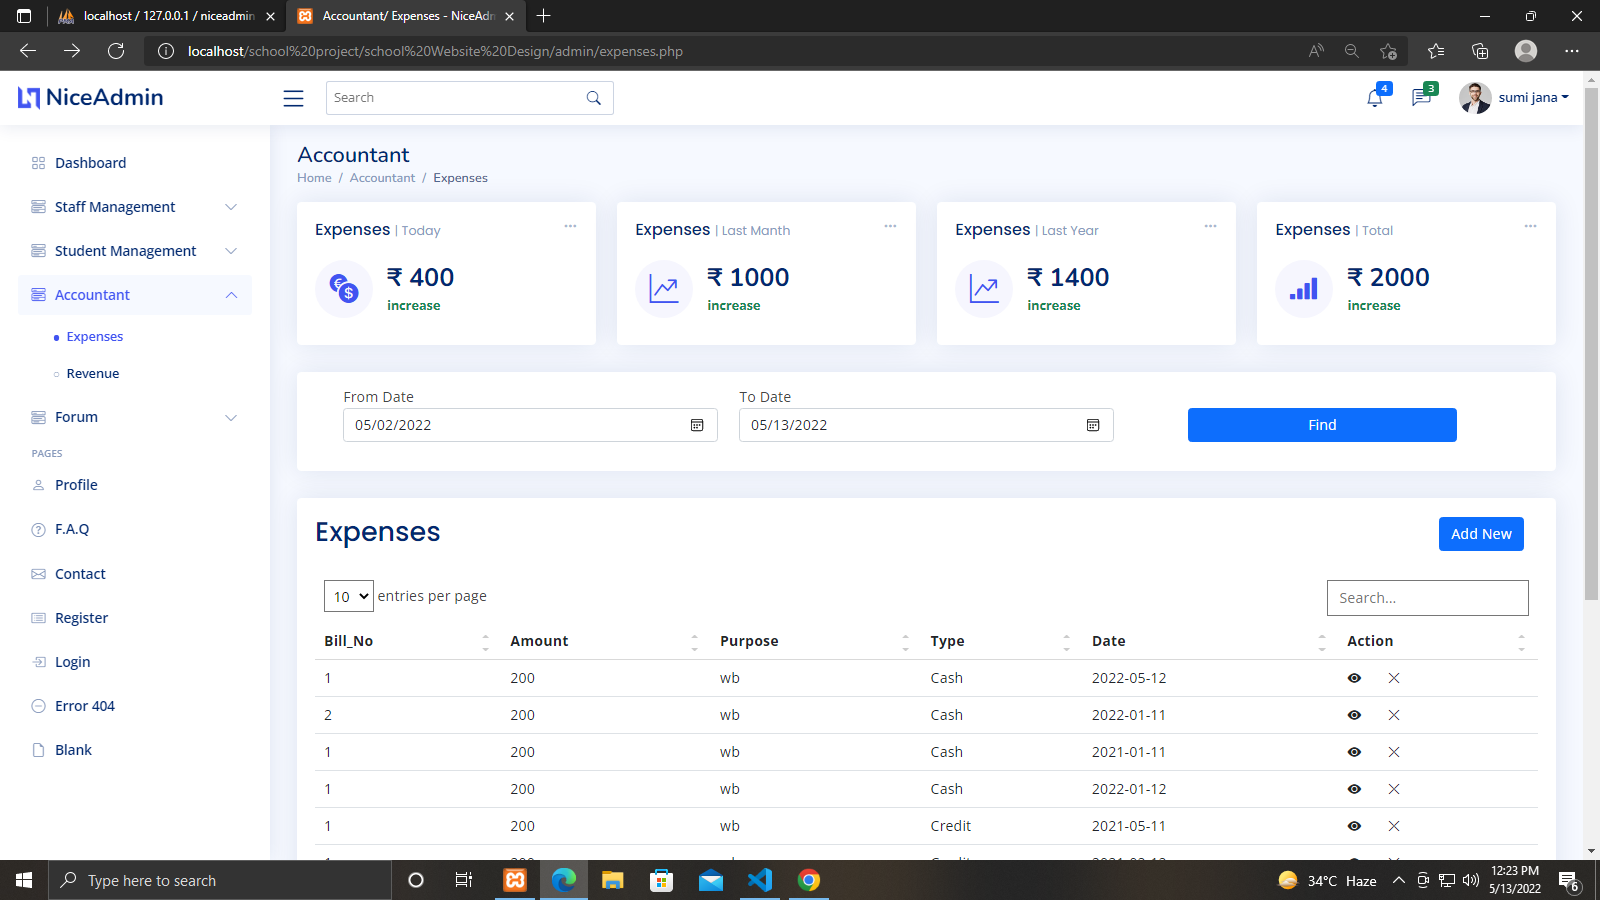 localhost / 127.0.0.1 / niceadmin
Accountant/ Expenses - NiceAdm
localhost/school%20project/school%20Website%20Design/admin/expenses.php
NiceAdmin
Search
4
3
sumi jana
Dashboard
Staff Management
Student Management
Accountant
Expenses
Revenue
Forum
PAGES
Profile
F.A.Q
Contact
Register
Login
Error 404
Blank
Accountant
Home / Accountant / Expenses
Expenses | Today
₹ 400
increase
Expenses | Last Manth
₹ 1000
increase
Expenses | Last Year
₹ 1400
increase
Expenses | Total
₹ 2000
increase
From Date
05/02/2022
To Date
05/13/2022
Find
Expenses
Add New
10 entries per page
Search...
Bill_No Amount Purpose Type Date Action
1 200 wb Cash 2022-05-12
2 200 wb Cash 2022-01-11
1 200 wb Cash 2021-01-11
1 200 wb Cash 2022-01-12
1 200 wb Credit 2021-05-11
Type here to search
34°C Haze
12:23 PM
5/13/2022
6